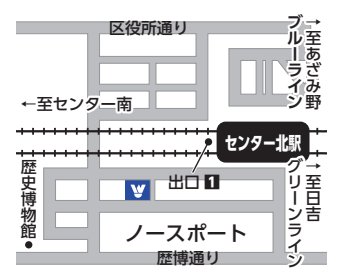 区役所通り
→至あざみ野
ブルーライン
←至センター南
センター北駅
出口 1
歴史博物館
W
ノースポート
→至日吉
グリーンライン
歴博通り